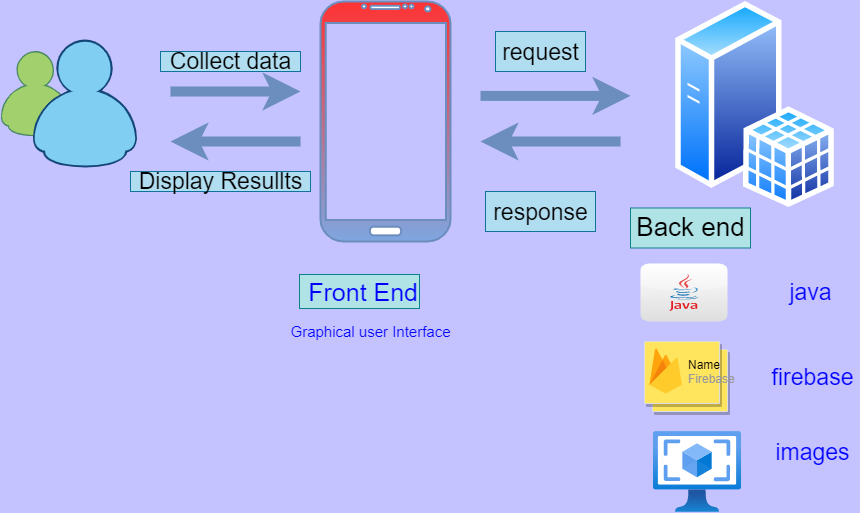 Collect data
request
Display Resullts
response
Back end
Front End
Graphical user Interface
Java
java
Name
Firebase
firebase
images